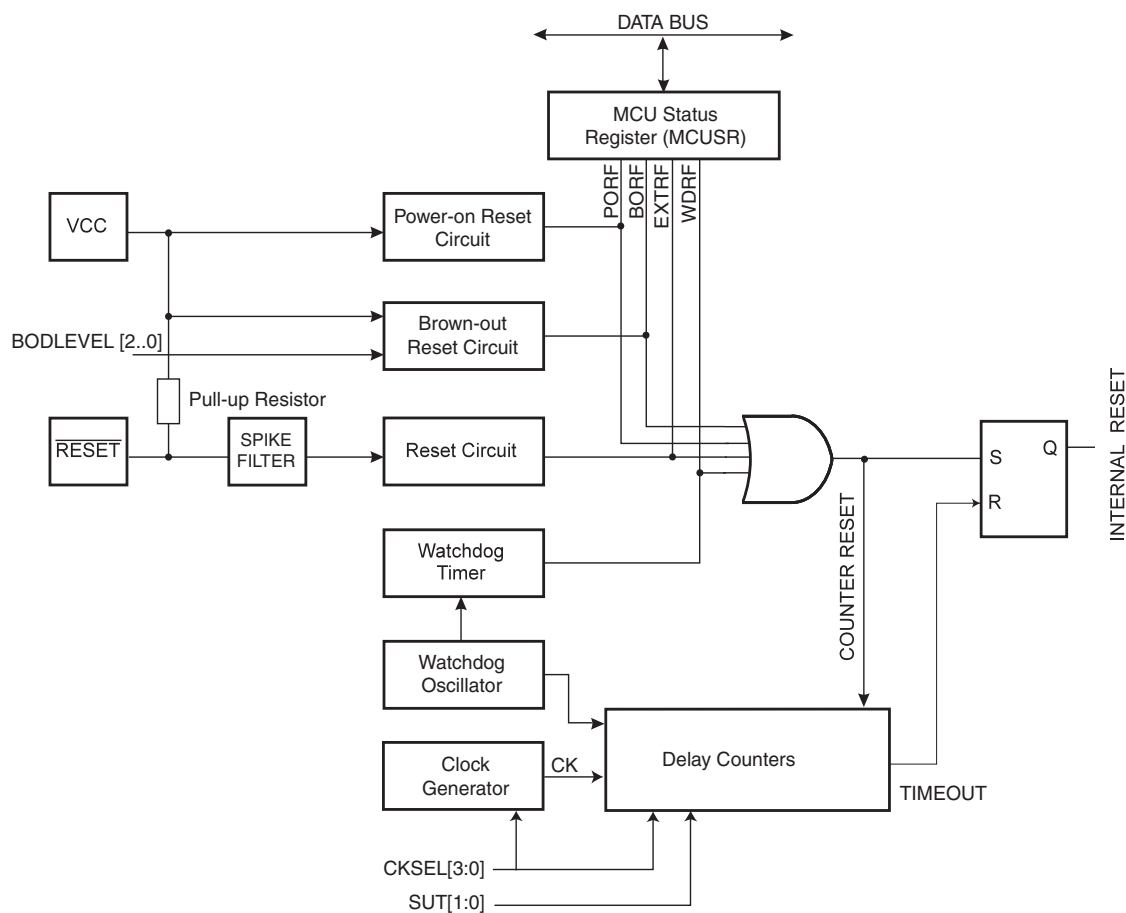 DATA BUS
MCU Status
Register (MCUSR)
PORF
BORF
EXTRF
WDRF
VCC
Power-on Reset
Circuit
BODLEVEL [2..0]
Brown-out
Reset Circuit
Pull-up Resistor
RESET
SPIKE
FILTER
Reset Circuit
S
Q
R
INTERNAL RESET
Watchdog
Timer
COUNTER RESET
Watchdog
Oscillator
Clock
Generator
CK
Delay Counters
TIMEOUT
CKSEL[3:0]
SUT[1:0]